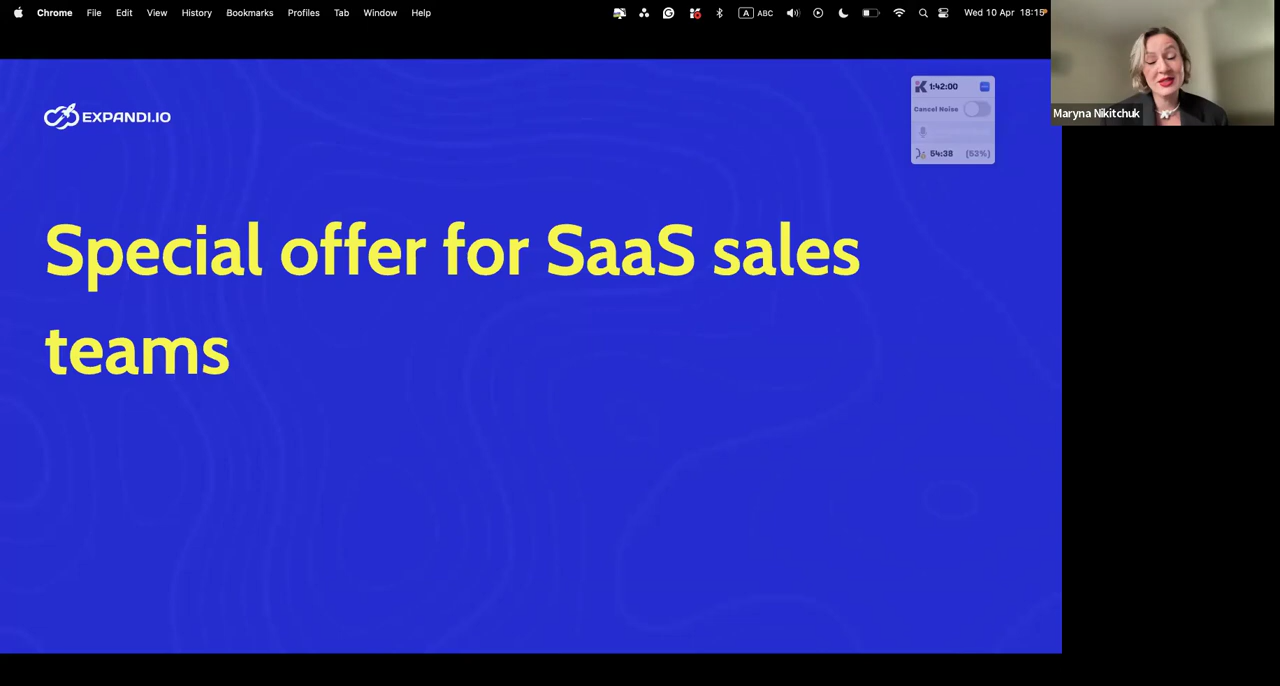 Chrome File Edit View History Bookmarks Profiles Tab Window Help A ABC Wed 10 Apr 18:15
EXPANDI.IO
1:42:00
Cancel Noise
54:38 (53%)
Maryna Nikitchuk
Special offer for SaaS sales
teams